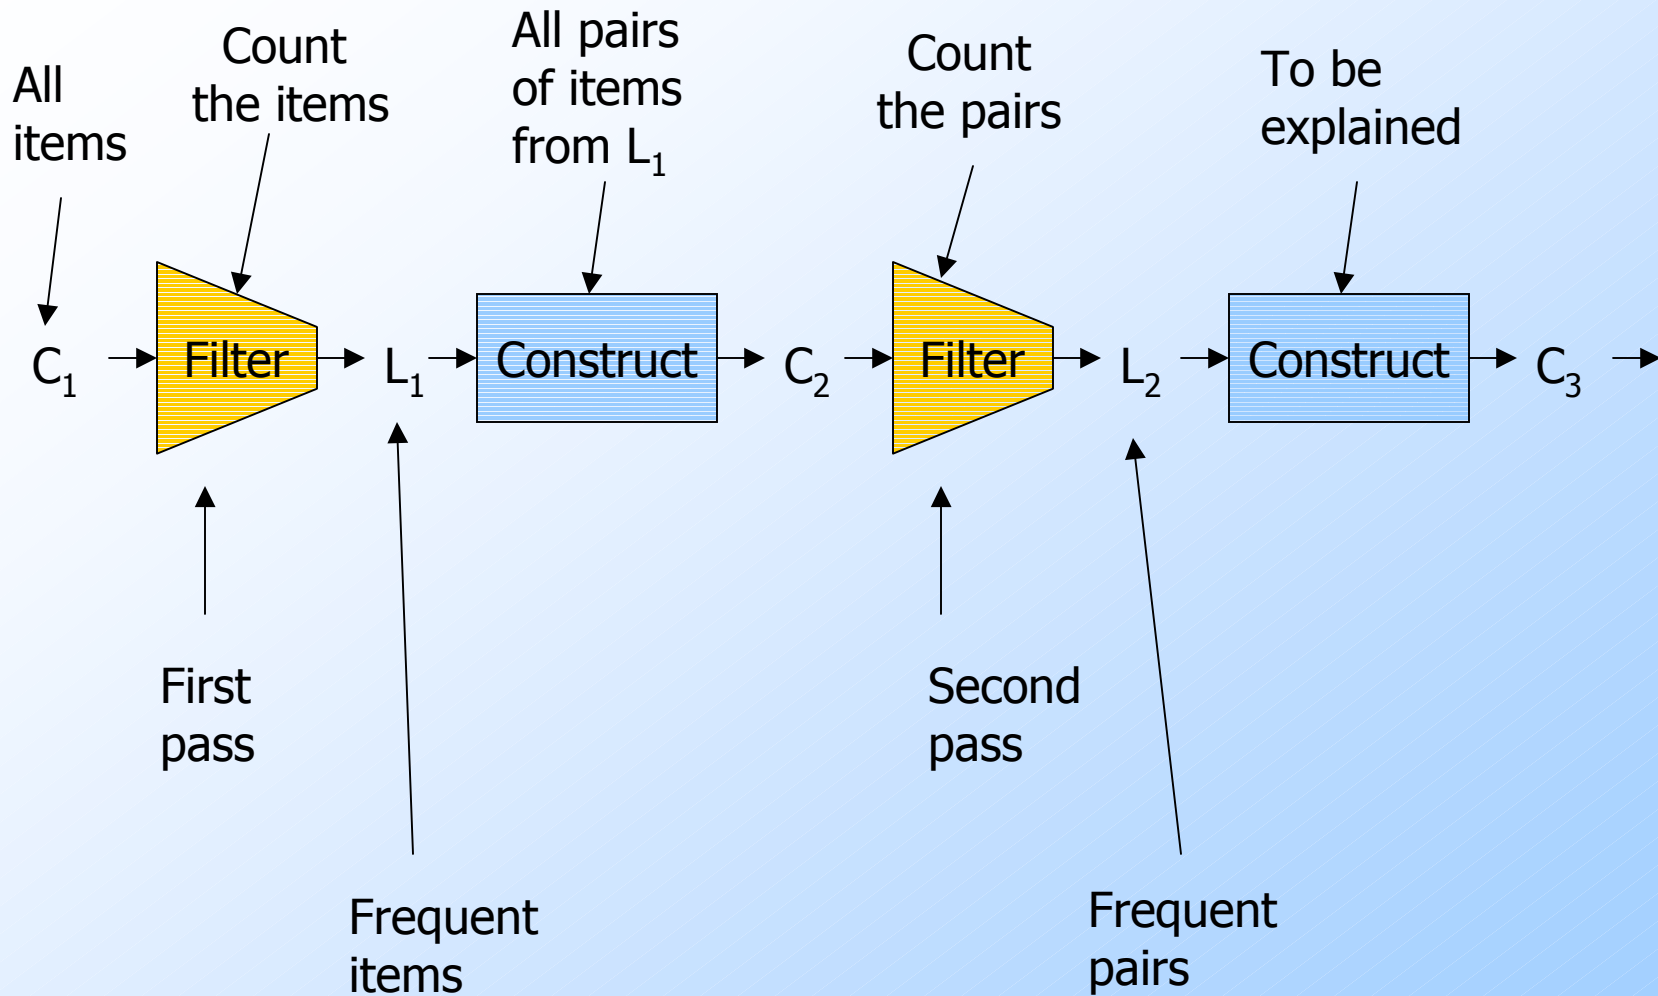 All
items
Count
the items
All pairs
of items
from L₁
Count
the pairs
To be
explained
C₁
Filter
L₁
Construct
C₂
Filter
L₂
Construct
C₃
First
pass
Second
pass
Frequent
items
Frequent
pairs